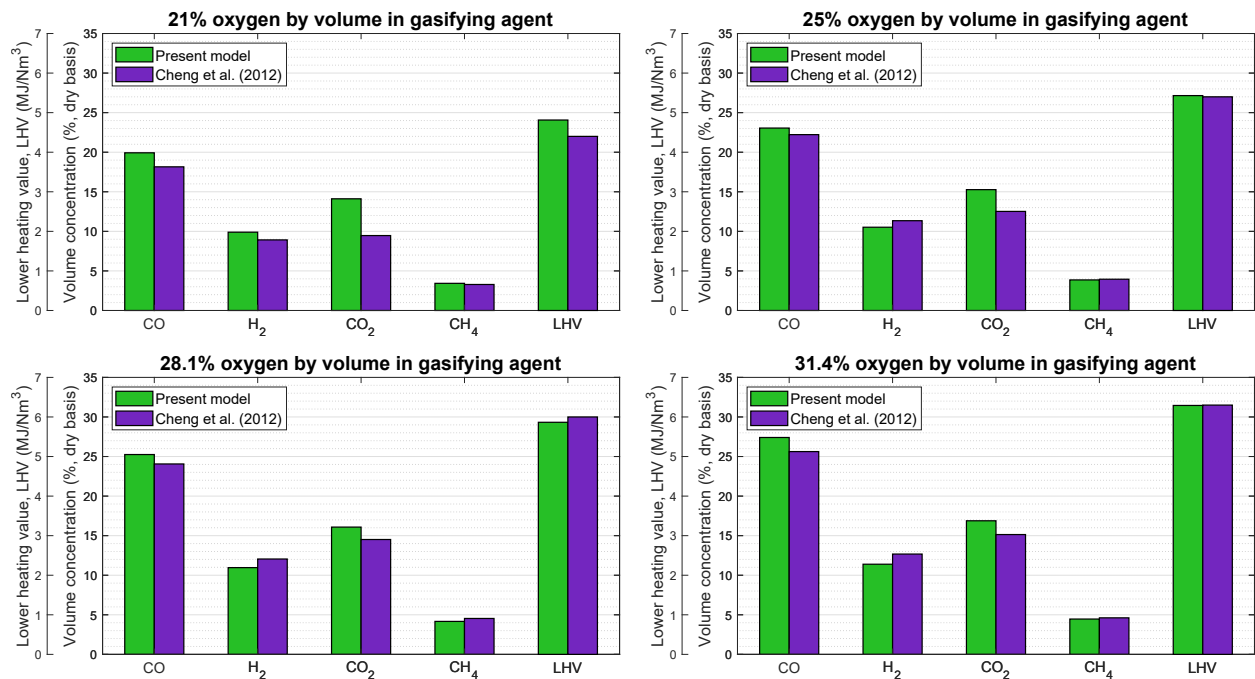 21% oxygen by volume in gasifying agent
Lower heating value, LHV (MJ/Nm³)
7
6
5
4
3
2
1
0
Volume concentration (%, dry basis)
35
30
25
20
15
10
5
0
Present model
Cheng et al. (2012)
CO H₂ CO₂ CH₄ LHV
25% oxygen by volume in gasifying agent
Lower heating value, LHV (MJ/Nm³)
7
6
5
4
3
2
1
0
Volume concentration (%, dry basis)
35
30
25
20
15
10
5
0
Present model
Cheng et al. (2012)
CO H₂ CO₂ CH₄ LHV
28.1% oxygen by volume in gasifying agent
Lower heating value, LHV (MJ/Nm³)
7
6
5
4
3
2
1
0
Volume concentration (%, dry basis)
35
30
25
20
15
10
5
0
Present model
Cheng et al. (2012)
CO H₂ CO₂ CH₄ LHV
31.4% oxygen by volume in gasifying agent
Lower heating value, LHV (MJ/Nm³)
7
6
5
4
3
2
1
0
Volume concentration (%, dry basis)
35
30
25
20
15
10
5
0
Present model
Cheng et al. (2012)
CO H₂ CO₂ CH₄ LHV